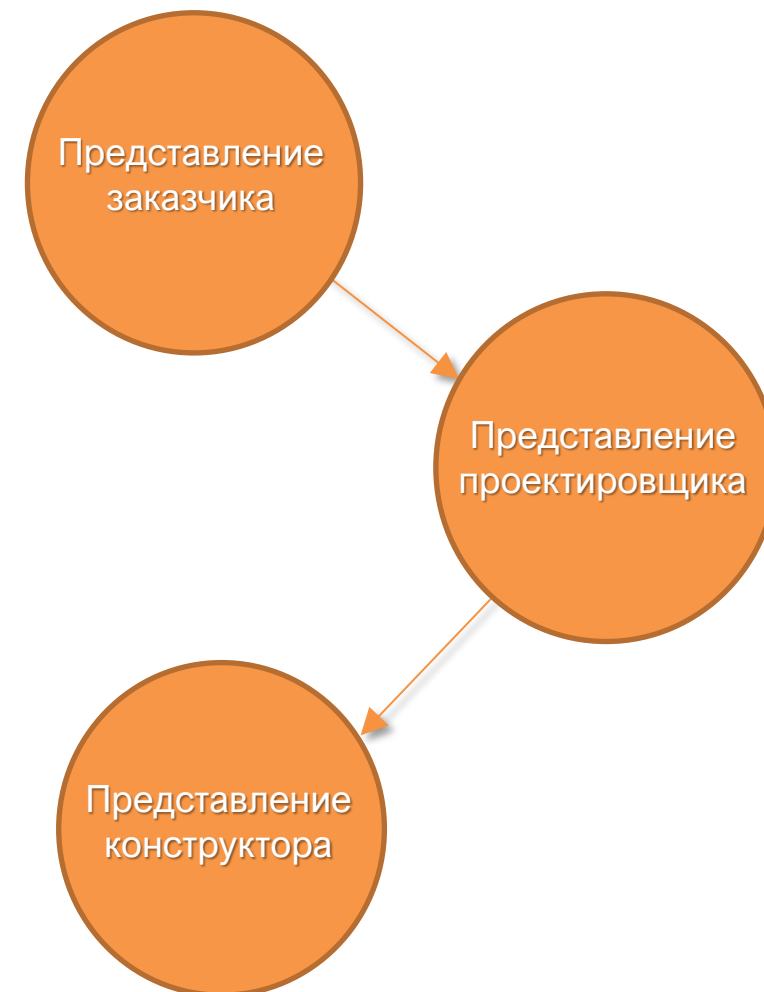 Представление
заказчика
Представление
проектировщика
Представление
конструктора